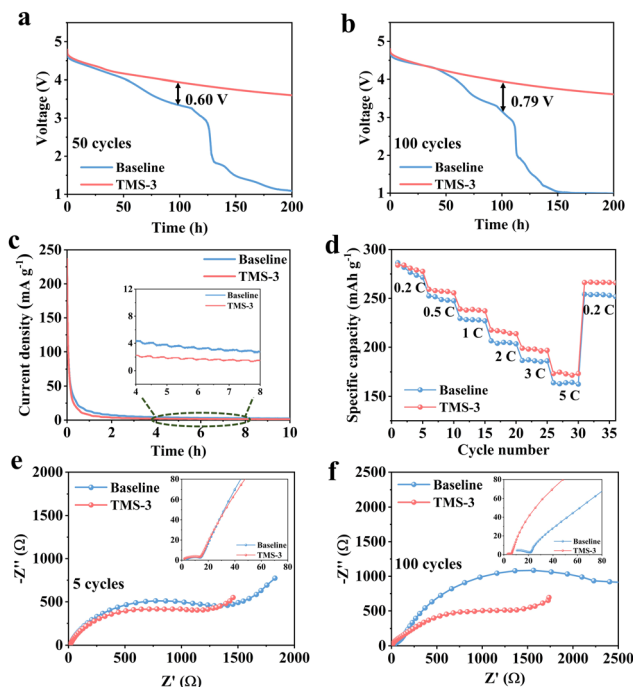 a
5
4
3
2
1
Voltage (V)
0.60 V
50 cycles
Baseline
TMS-3
0
50
100
150
200
Time (h)
b
5
4
3
2
1
Voltage (V)
0.79 V
100 cycles
Baseline
TMS-3
0
50
100
150
200
Time (h)
c
250
200
150
100
50
0
Current density (mA g⁻¹)
Baseline
TMS-3
12
8
4
0
Baseline
TMS-3
4
5
6
7
8
0
2
4
6
8
10
Time (h)
d
300
250
200
150
Specific capacity (mAh g⁻¹)
0.2 C
0.5 C
1 C
2 C
3 C
5 C
0.2 C
Baseline
TMS-3
0
5
10
15
20
25
30
35
Cycle number
e
2000
1500
1000
500
0
-Z'' (Ω)
Baseline
TMS-3
5 cycles
80
60
40
20
0
Baseline
TMS-3
0
20
40
60
80
0
500
1000
1500
2000
Z' (Ω)
f
2500
2000
1500
1000
500
0
-Z'' (Ω)
Baseline
TMS-3
100 cycles
80
60
40
20
0
Baseline
TMS-3
0
20
40
60
80
0
500
1000
1500
2000
2500
Z' (Ω)